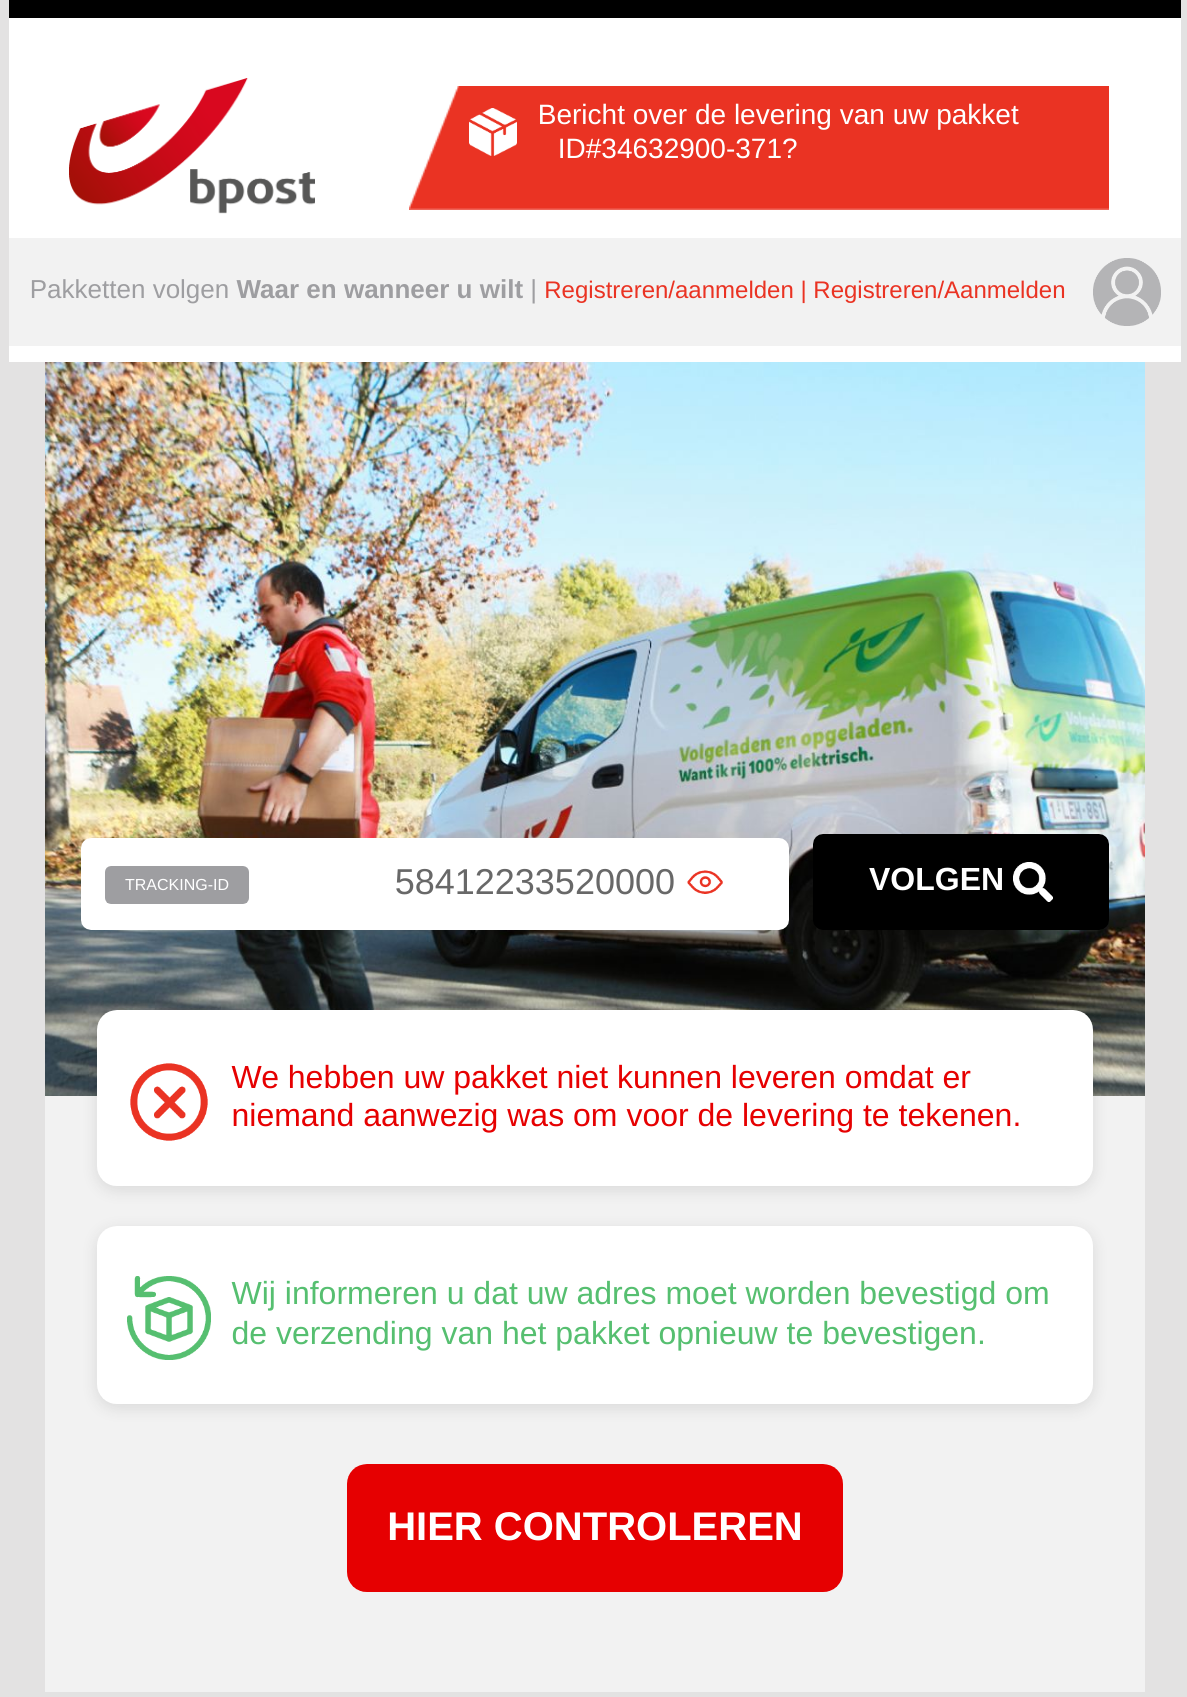 bpost
Bericht over de levering van uw pakket
ID#34632900-371?
Pakketten volgen Waar en wanneer u wilt | Registreren/aanmelden | Registreren/Aanmelden
Volgeladen en opgeladen.
Want ik rij 100% elektrisch.
TRACKING-ID
58412233520000
VOLGEN
We hebben uw pakket niet kunnen leveren omdat er
niemand aanwezig was om voor de levering te tekenen.
Wij informeren u dat uw adres moet worden bevestigd om
de verzending van het pakket opnieuw te bevestigen.
HIER CONTROLEREN